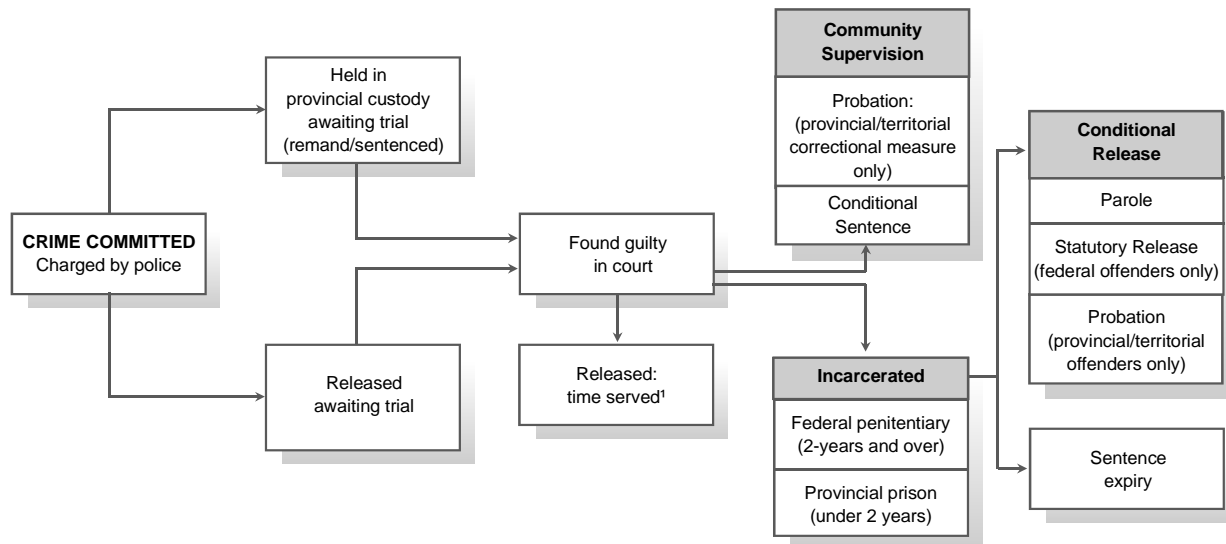 CRIME COMMITTED
Charged by police
Held in
provincial custody
awaiting trial
(remand/sentenced)
Released
awaiting trial
Found guilty
in court
Released:
time served¹
Community
Supervision
Probation:
(provincial/territorial
correctional measure
only)
Conditional
Sentence
Incarcerated
Federal penitentiary
(2-years and over)
Provincial prison
(under 2 years)
Conditional
Release
Parole
Statutory Release
(federal offenders only)
Probation
(provincial/territorial
offenders only)
Sentence
expiry